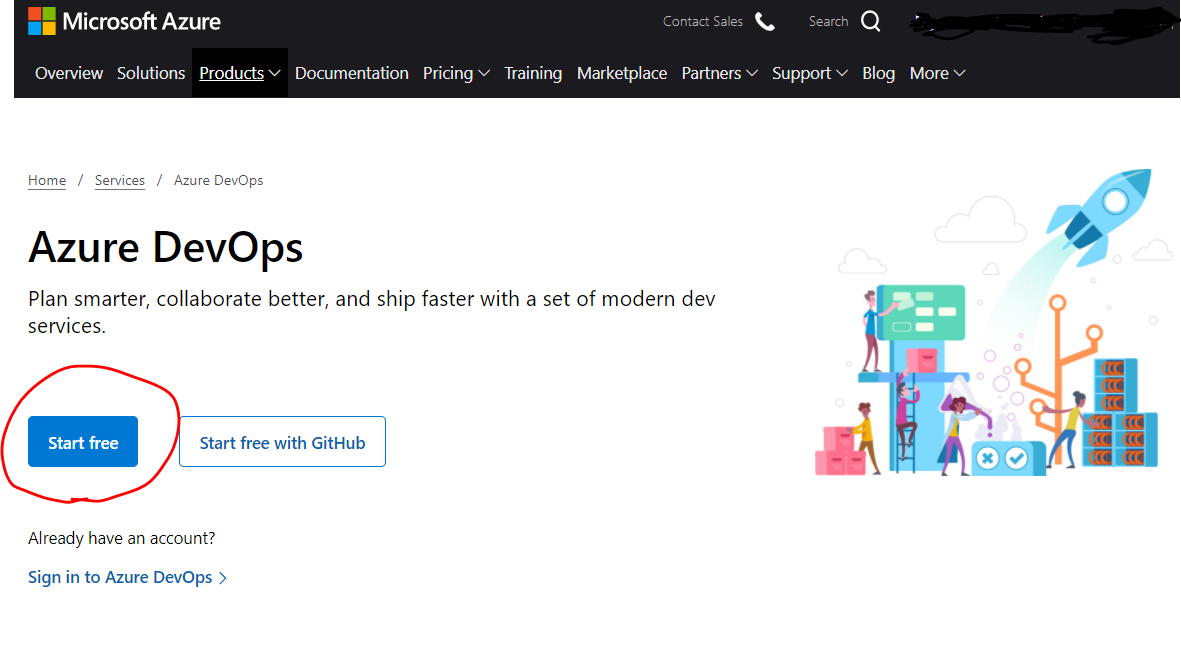 Microsoft Azure
Contact Sales
Search
Overview Solutions Products Documentation Pricing Training Marketplace Partners Support Blog More
Home / Services / Azure DevOps
Azure DevOps
Plan smarter, collaborate better, and ship faster with a set of modern dev
services.
Start free
Start free with GitHub
Already have an account?
Sign in to Azure DevOps